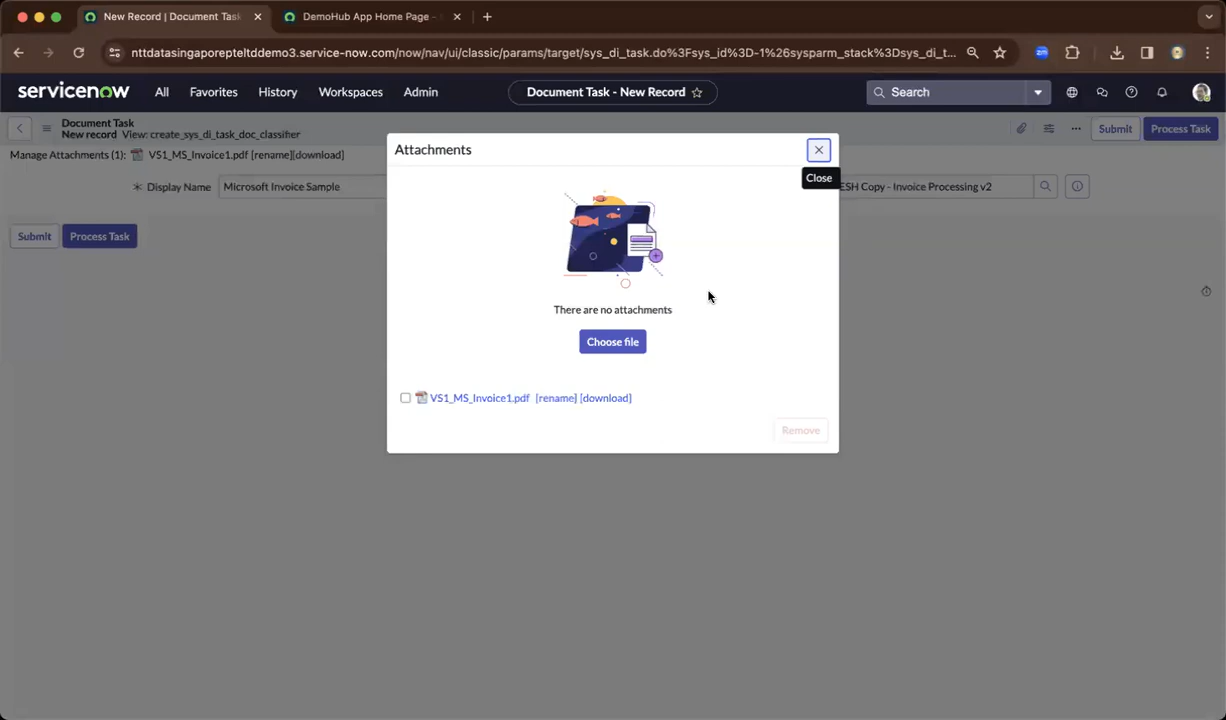 New Record | Document Task
DemoHub App Home Page -
nttdatasingaporepteltddemo3.service-now.com/now/nav/ui/classic/params/target/sys_di_task.do%3Fsys_id%3D-1%26sysparm_stack%3Dsys_di_t...
servicenow All Favorites History Workspaces Admin Document Task - New Record Search
Document Task
New record View: create_sys_di_task_doc_classifier
Submit Process Task
Manage Attachments (1): VS1_MS_Invoice1.pdf [rename][download]
Attachments
Close
Display Name Microsoft Invoice Sample
ESH Copy - Invoice Processing v2
Submit Process Task
There are no attachments
Choose file
VS1_MS_Invoice1.pdf [rename] [download]
Remove